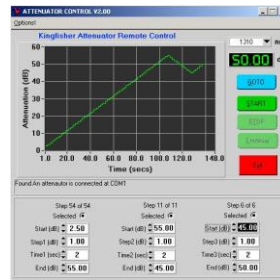 ATTENUATOR CONTROL V2.00
Options!
Kingfisher Attenuator Remote Control
1310
50.00
60
50
40
30
20
10
0
Attenuation (dB)
1.0 20.0 40.0 60.0 80.0 100.0 120.0 140.0
Time (secs)
GOTO
START
STOP
Found An attenuator is connected at COM1
Step 54 of 54 Step 11 of 11 Step 6 of 6
Selected Selected Selected
Start (dB) 2.50 Start (dB) 55.00 Start (dB) 45.00
Step1 (dB) 1.00 Step2 (dB) 1.00 Step3 (dB) 1.00
Time1 (sec) 2 Time2 (sec) 2 Time3 (sec) 2
End (dB) 55.00 End (dB) 45.00 End (dB) 50.00